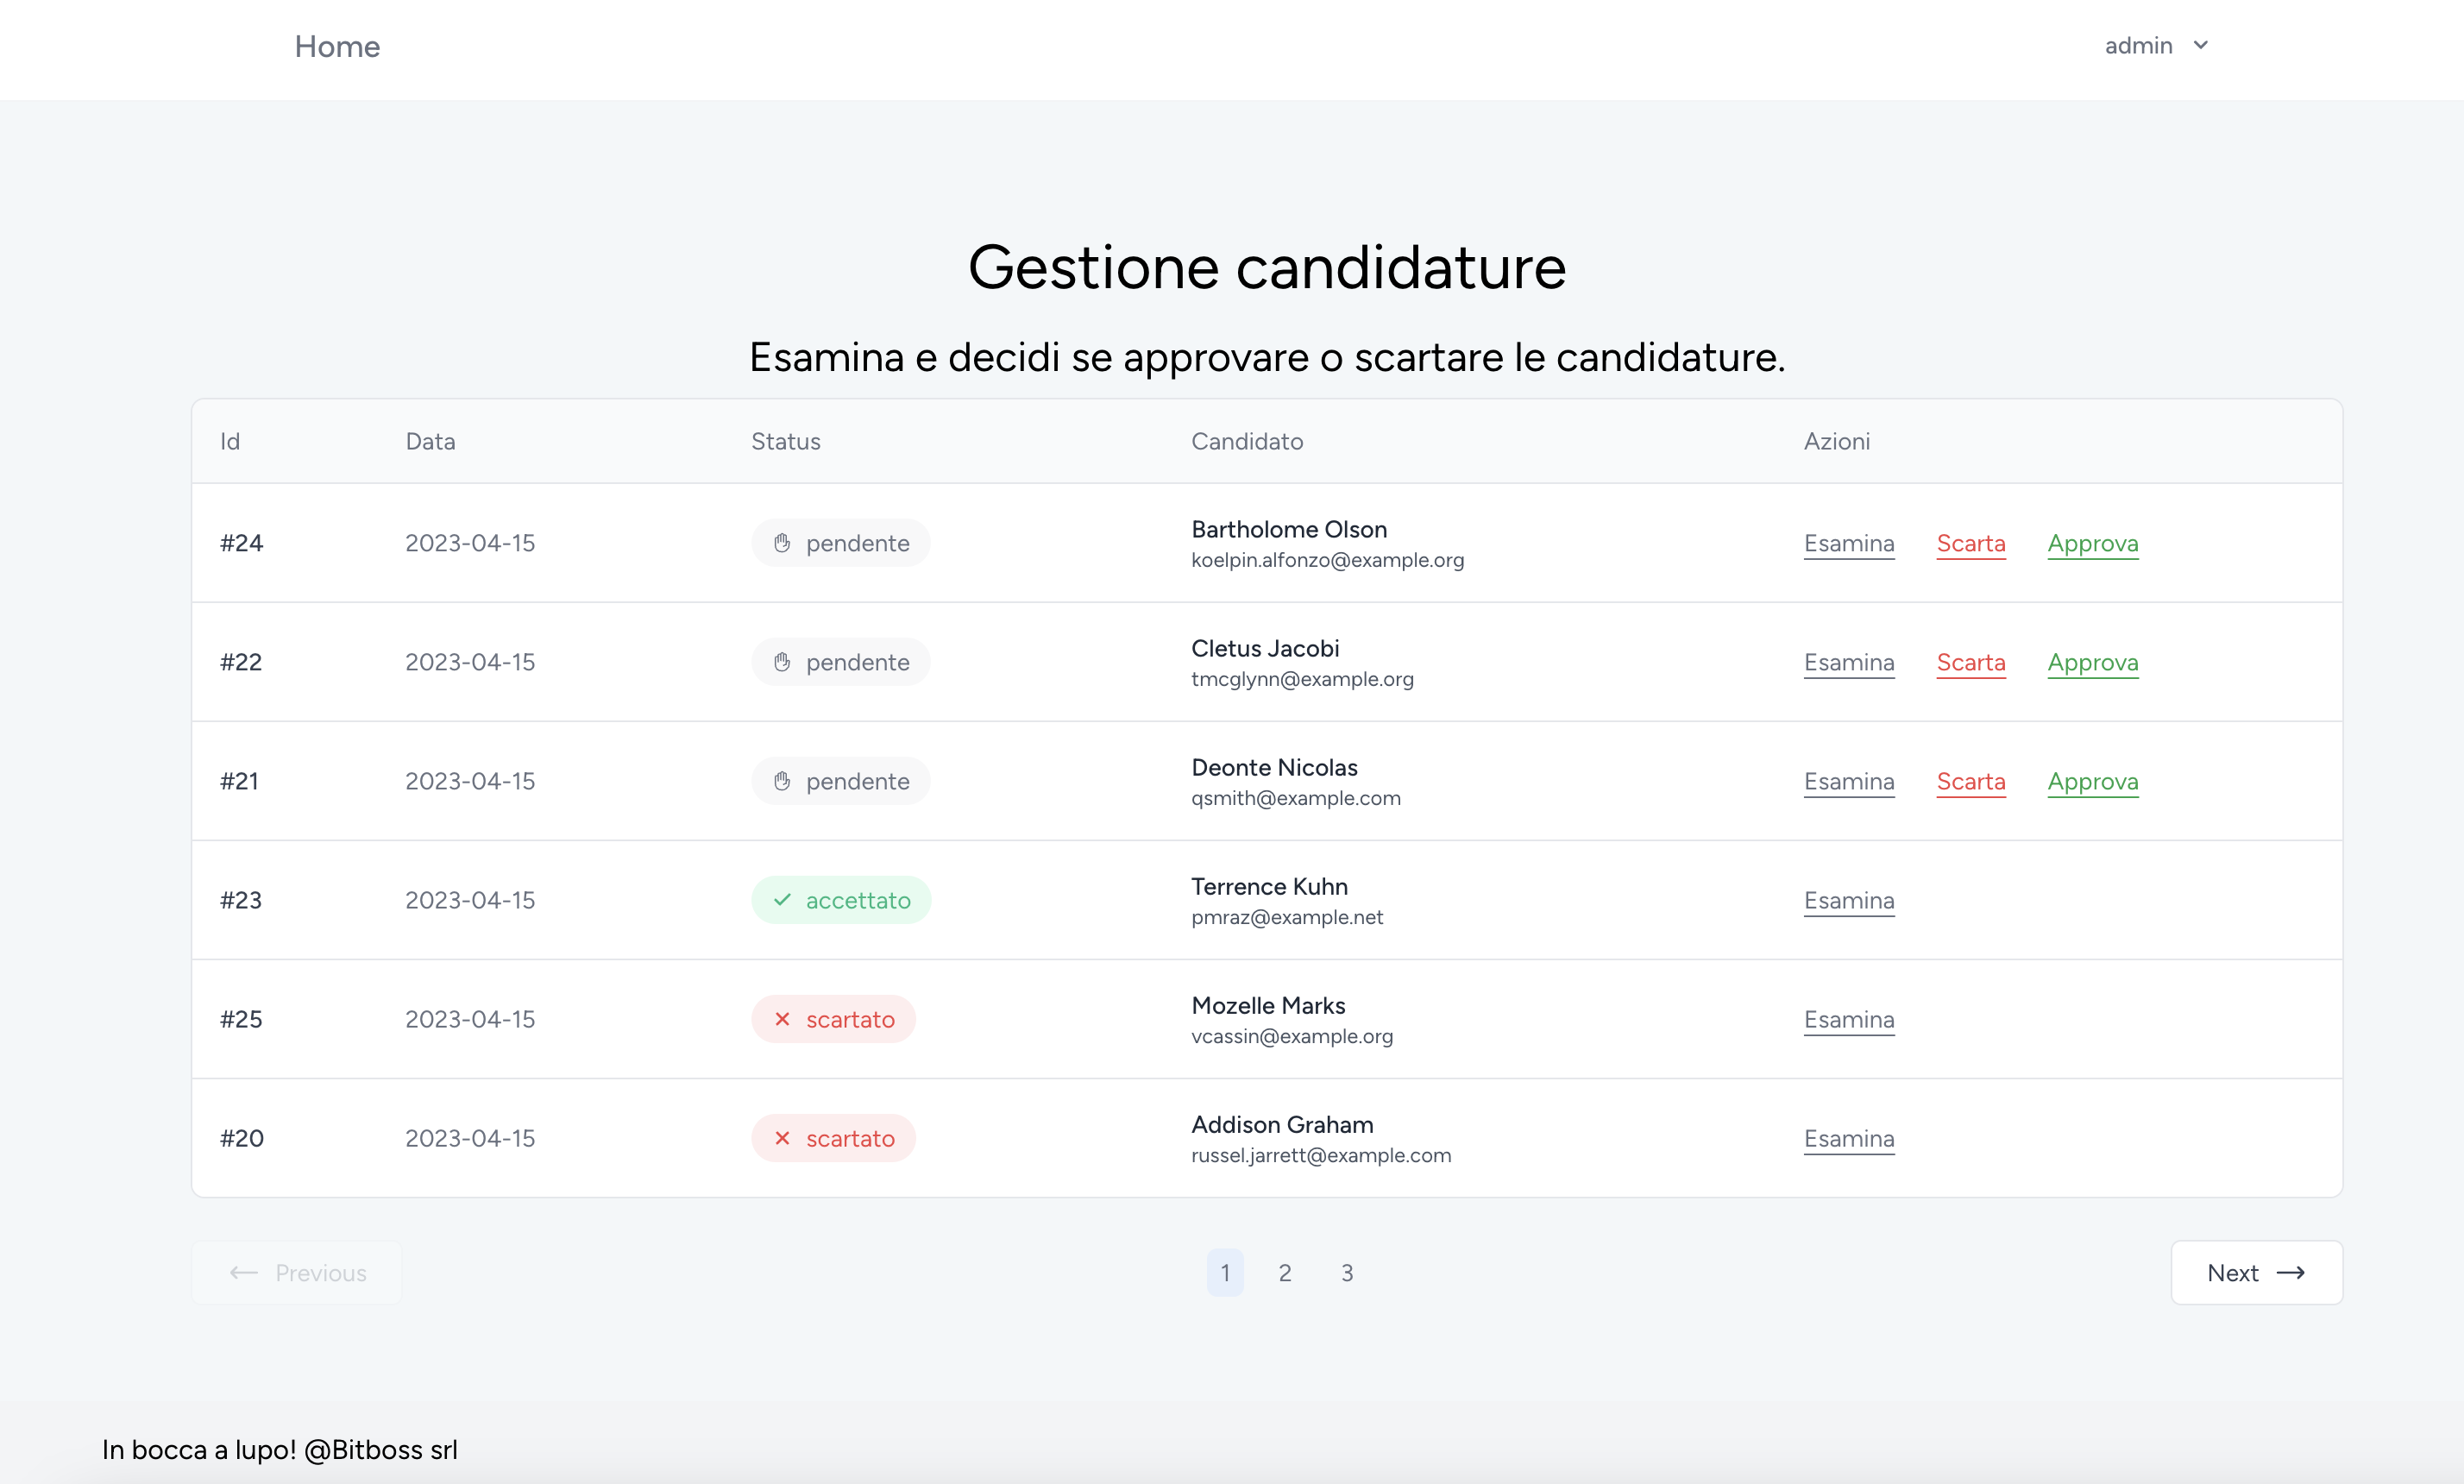 Home admin
Gestione candidature
Esamina e decidi se approvare o scartare le candidature.
Id Data Status Candidato Azioni
#24 2023-04-15 pendente Bartholome Olson Esamina Scarta Approva
koelpin.alfonzo@example.org
#22 2023-04-15 pendente Cletus Jacobi Esamina Scarta Approva
tmcglynn@example.org
#21 2023-04-15 pendente Deonte Nicolas Esamina Scarta Approva
qsmith@example.com
#23 2023-04-15 accettato Terrence Kuhn Esamina
pmraz@example.net
#25 2023-04-15 scartato Mozelle Marks Esamina
vcassin@example.org
#20 2023-04-15 scartato Addison Graham Esamina
russel.jarrett@example.com
Previous 1 2 3 Next
In bocca a lupo! @Bitboss srl